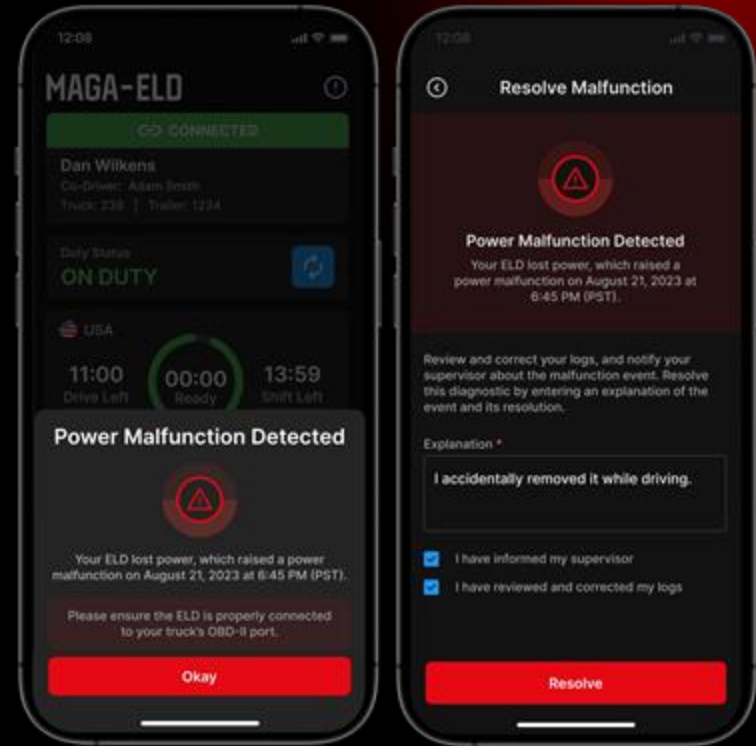 12:08
MAGA-ELD
CONNECTED
Dan Wilkens
Co-Driver: Adam Smith
Truck: 238 | Trailer: 1234
Duty Status
ON DUTY
USA
11:00
Drive Left
00:00
Ready
13:59
Shift Left
Power Malfunction Detected
Your ELD lost power, which raised a power
malfunction on August 21, 2023 at 6:45 PM (PST).
Please ensure the ELD is properly connected
to your truck's OBD-II port.
Okay
12:08
Resolve Malfunction
Power Malfunction Detected
Your ELD lost power, which raised a
power malfunction on August 21, 2023 at
6:45 PM (PST).
Review and correct your logs, and notify your
supervisor about the malfunction event. Resolve
this diagnostic by entering an explanation of the
event and its resolution.
Explanation *
I accidentally removed it while driving.
I have informed my supervisor
I have reviewed and corrected my logs
Resolve